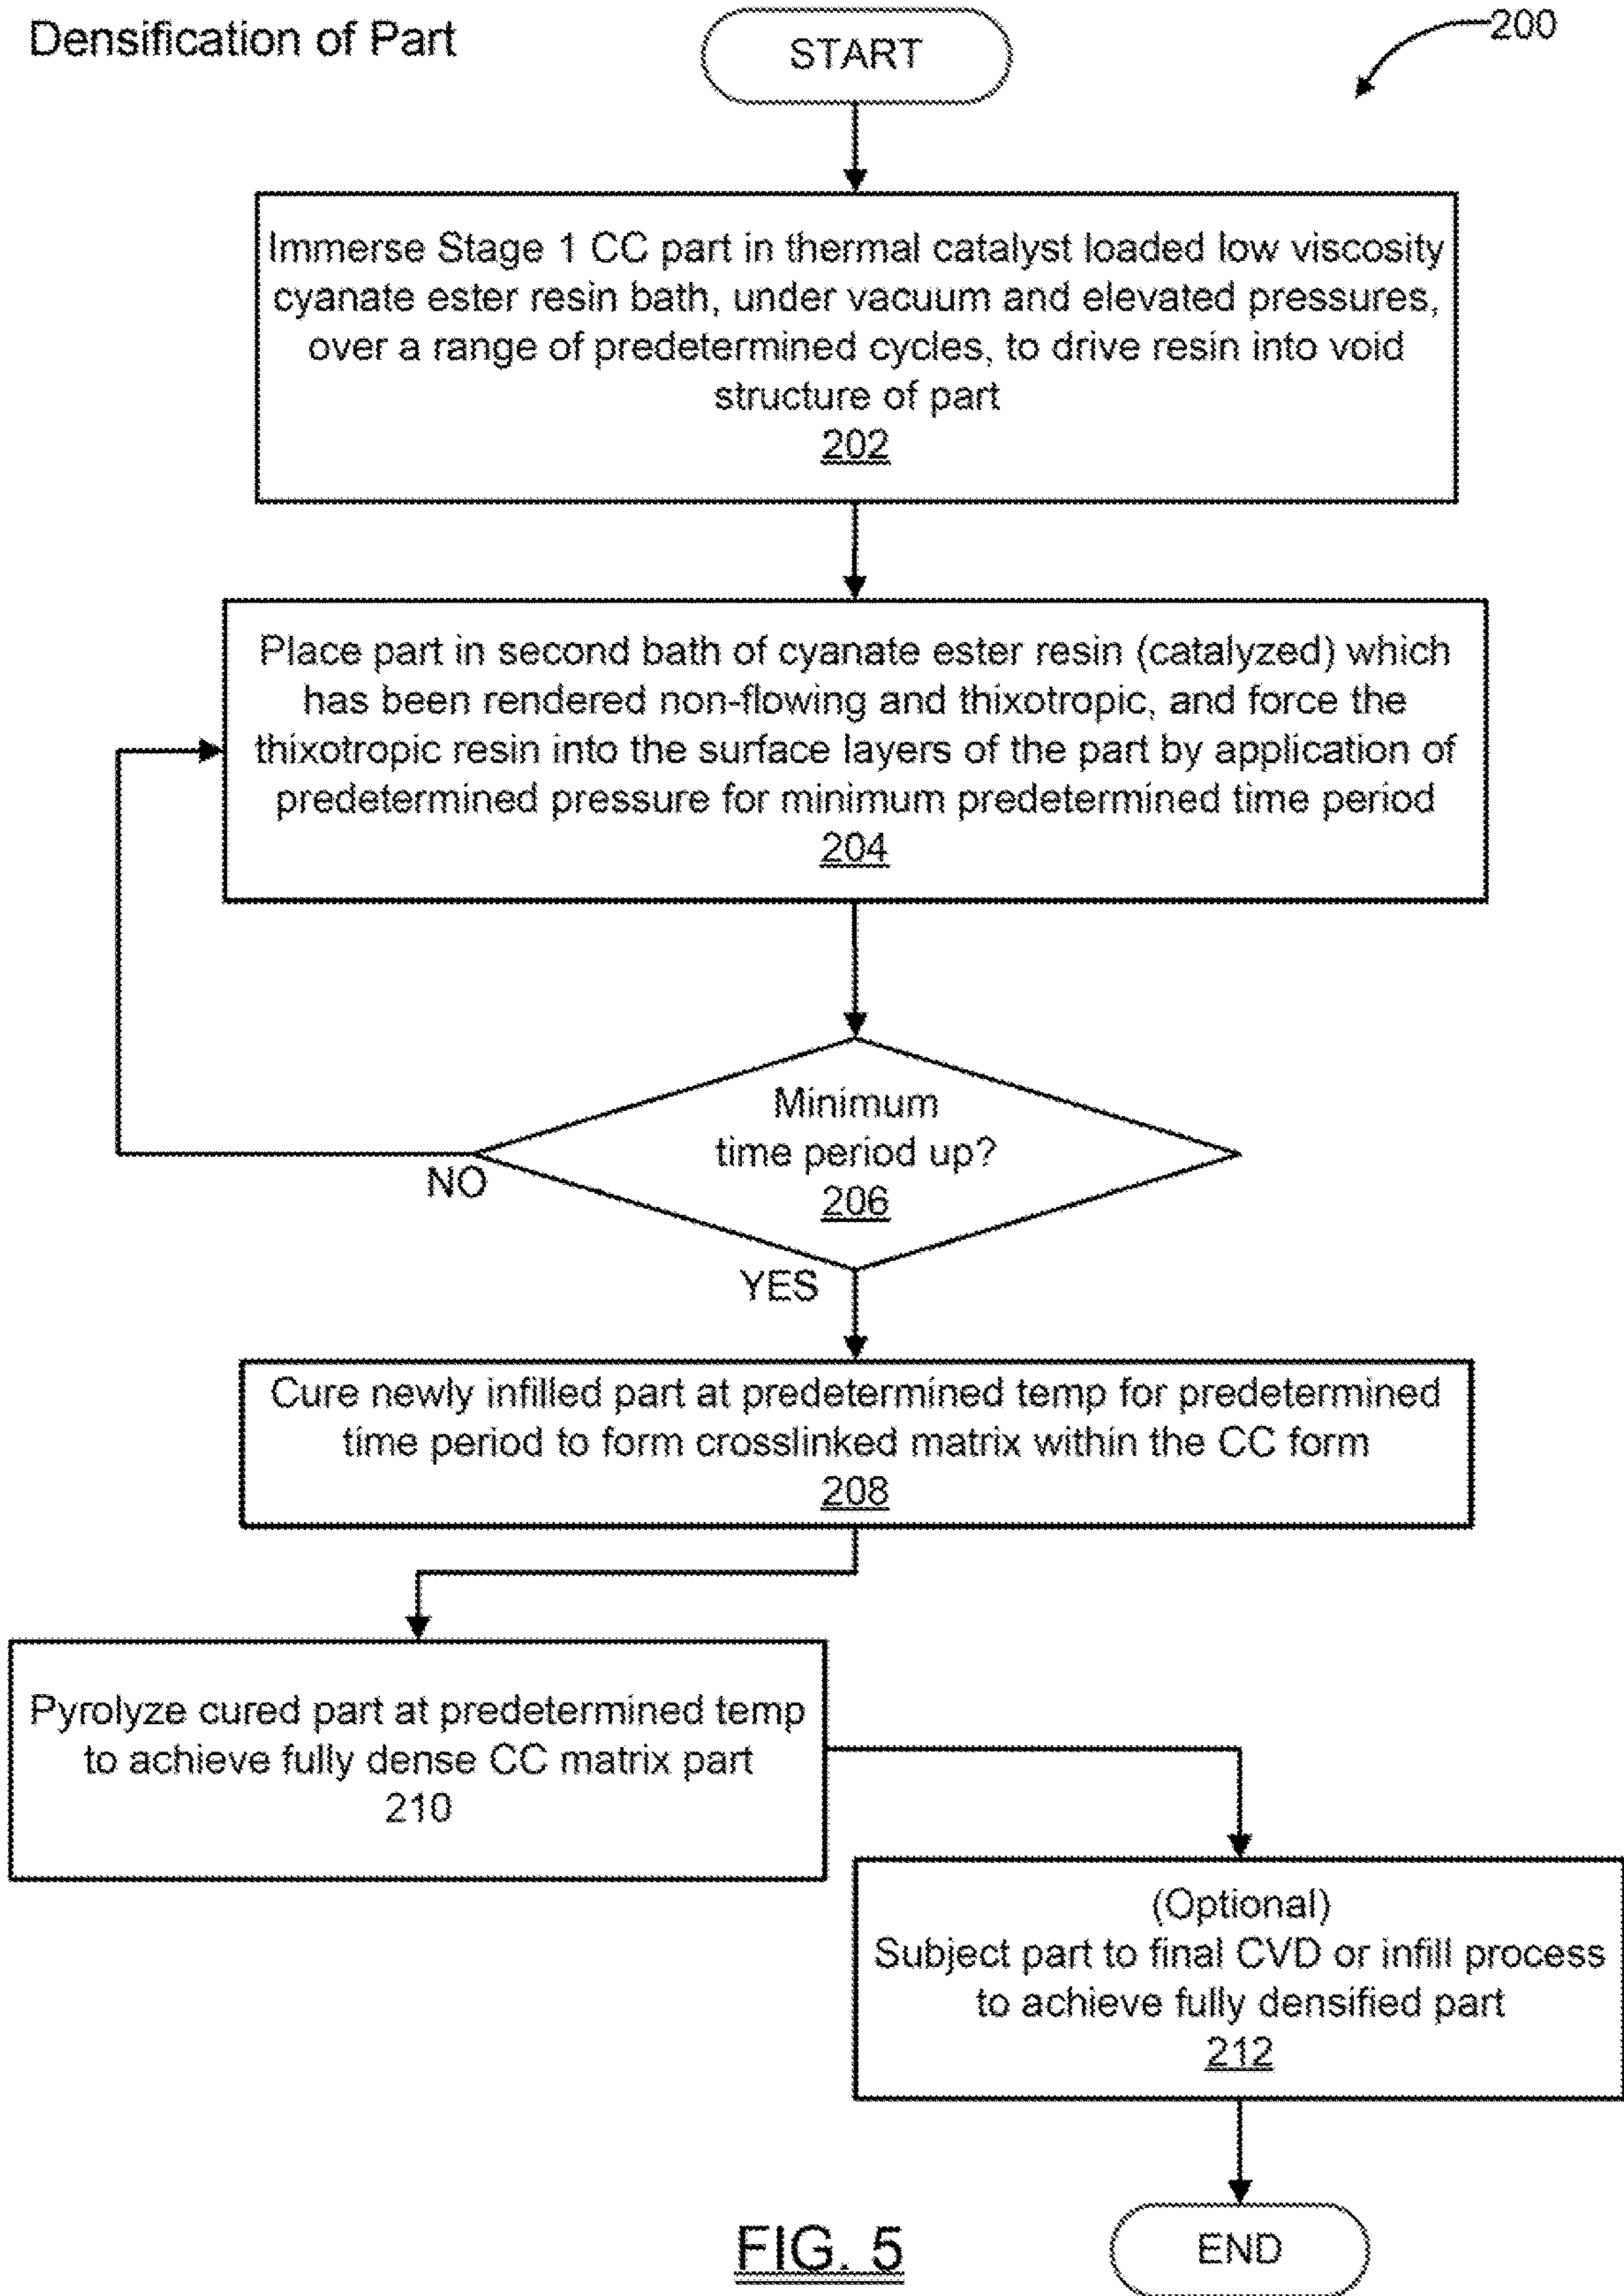 Densification of Part
START
200
Immerse Stage 1 CC part in thermal catalyst loaded low viscosity
cyanate ester resin bath, under vacuum and elevated pressures,
over a range of predetermined cycles, to drive resin into void
structure of part
202
Place part in second bath of cyanate ester resin (catalyzed) which
has been rendered non-flowing and thixotropic, and force the
thixotropic resin into the surface layers of the part by application of
predetermined pressure for minimum predetermined time period
204
Minimum
time period up?
206
NO
YES
Cure newly infilled part at predetermined temp for predetermined
time period to form crosslinked matrix within the CC form
208
Pyrolyze cured part at predetermined temp
to achieve fully dense CC matrix part
210
(Optional)
Subject part to final CVD or infill process
to achieve fully densified part
212
END
FIG. 5